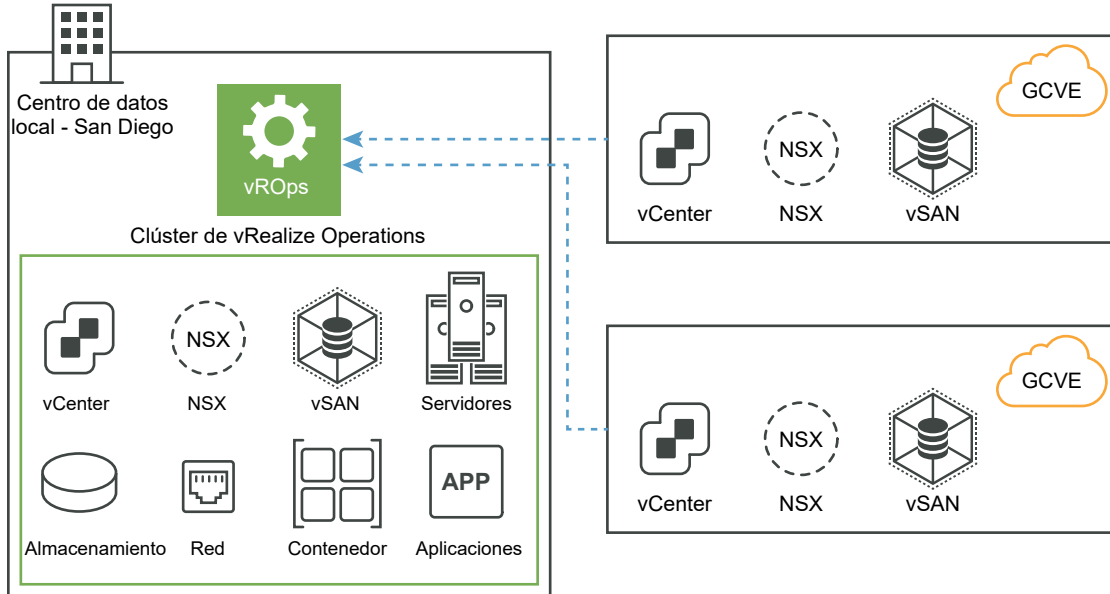 Centro de datos
local - San Diego
vROps
Clúster de vRealize Operations
NSX
vCenter
NSX
vSAN
Servidores
APP
Almacenamiento
Red
Contenedor
Aplicaciones
GCVE
NSX
vCenter
NSX
vSAN
GCVE
NSX
vCenter
NSX
vSAN